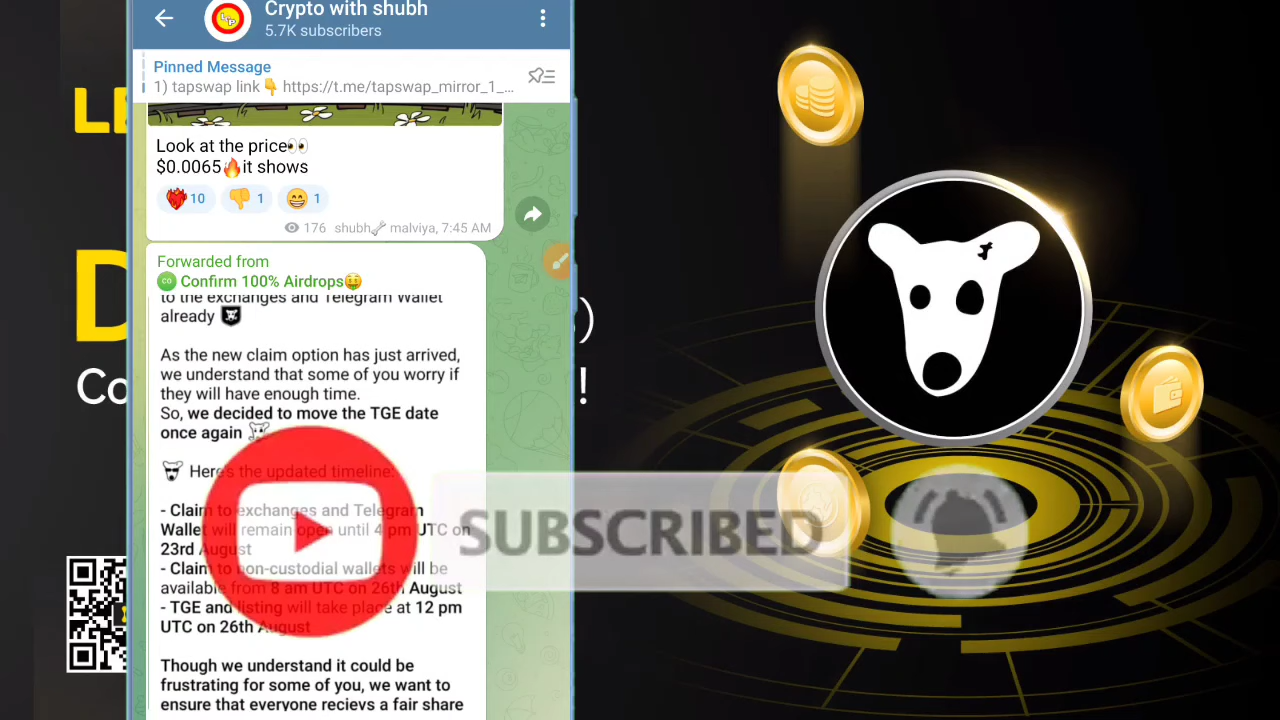 Crypto with shubh
5.7K subscribers
Pinned Message
1) tapswap link👇 https://t.me/tapswap_mirror_1_...
LE
Look at the price👀
$0.0065🔥it shows
10
1
1
176 shubh🦴 malviya, 7:45 AM
D
)
Forwarded from
CO Confirm 100% Airdrops🤑
to the exchanges and Telegram Wallet
already
As the new claim option has just arrived,
we understand that some of you worry if
they will have enough time.
So, we decided to move the TGE date
once again
Co
!
Here's the updated timeline:
- Claim to exchanges and Telegram
Wallet will remain open until 4 pm UTC on
23rd August
- Claim to non-custodial wallets will be
available from 8 am UTC on 26th August
- TGE and listing will take place at 12 pm
UTC on 26th August
SUBSCRIBED
Though we understand it could be
frustrating for some of you, we want to
ensure that everyone recievs a fair share